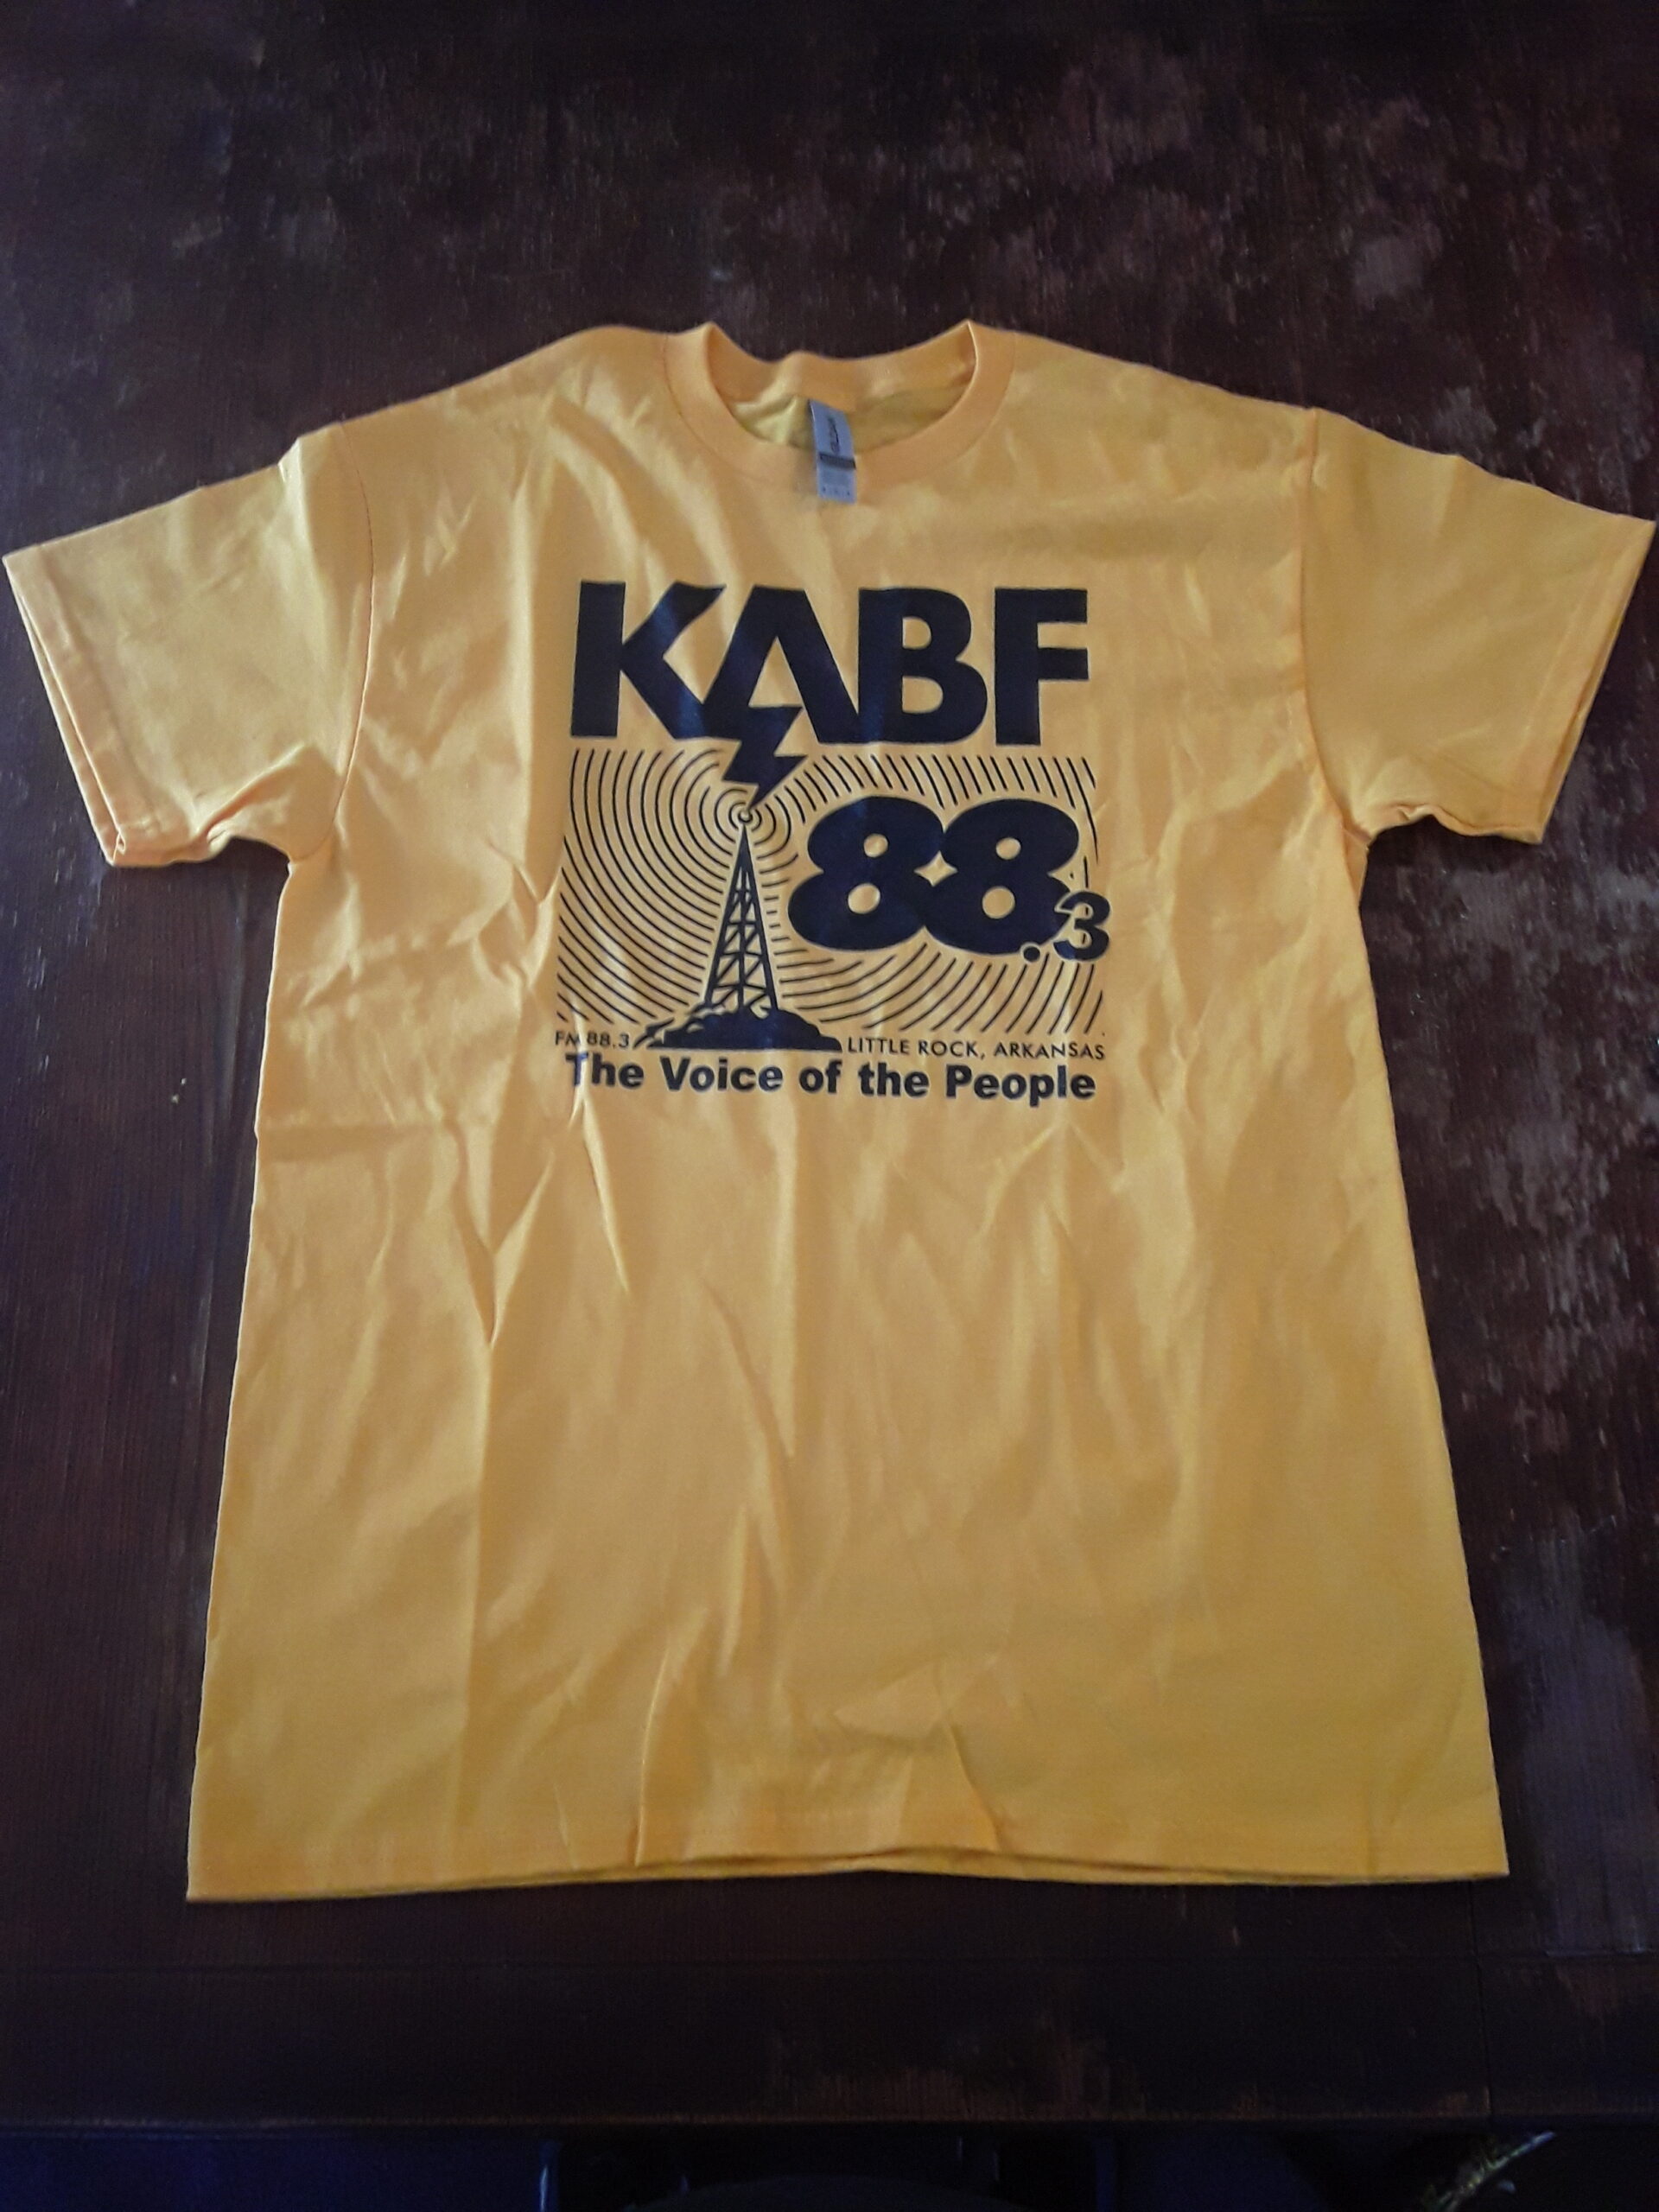 KABF
88.3
FM 88.3
LITTLE ROCK, ARKANSAS
The Voice of the People